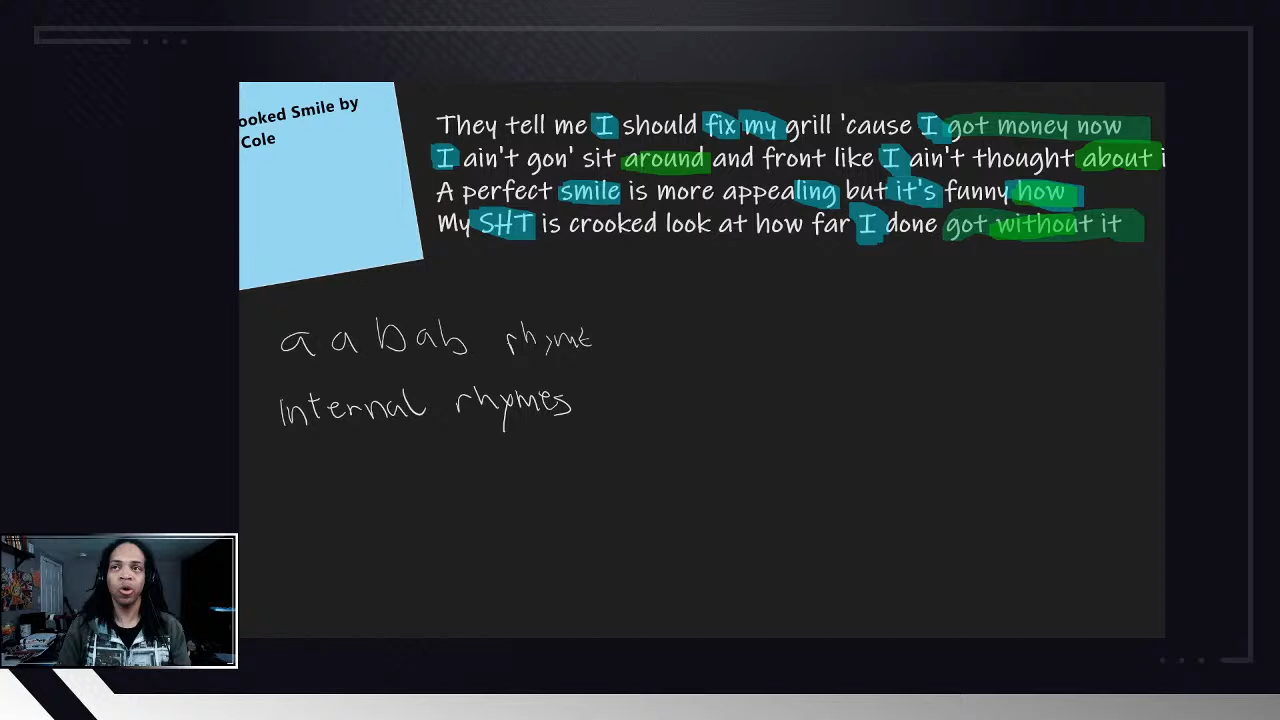 ooked Smile by
Cole
They tell me I should fix my grill 'cause I got money now
I ain't gon' sit around and front like I ain't thought about i
A perfect smile is more appealing but it's funny how
My SHT is crooked look at how far I done got without it
a a b a b rhyme
Internal rhymes